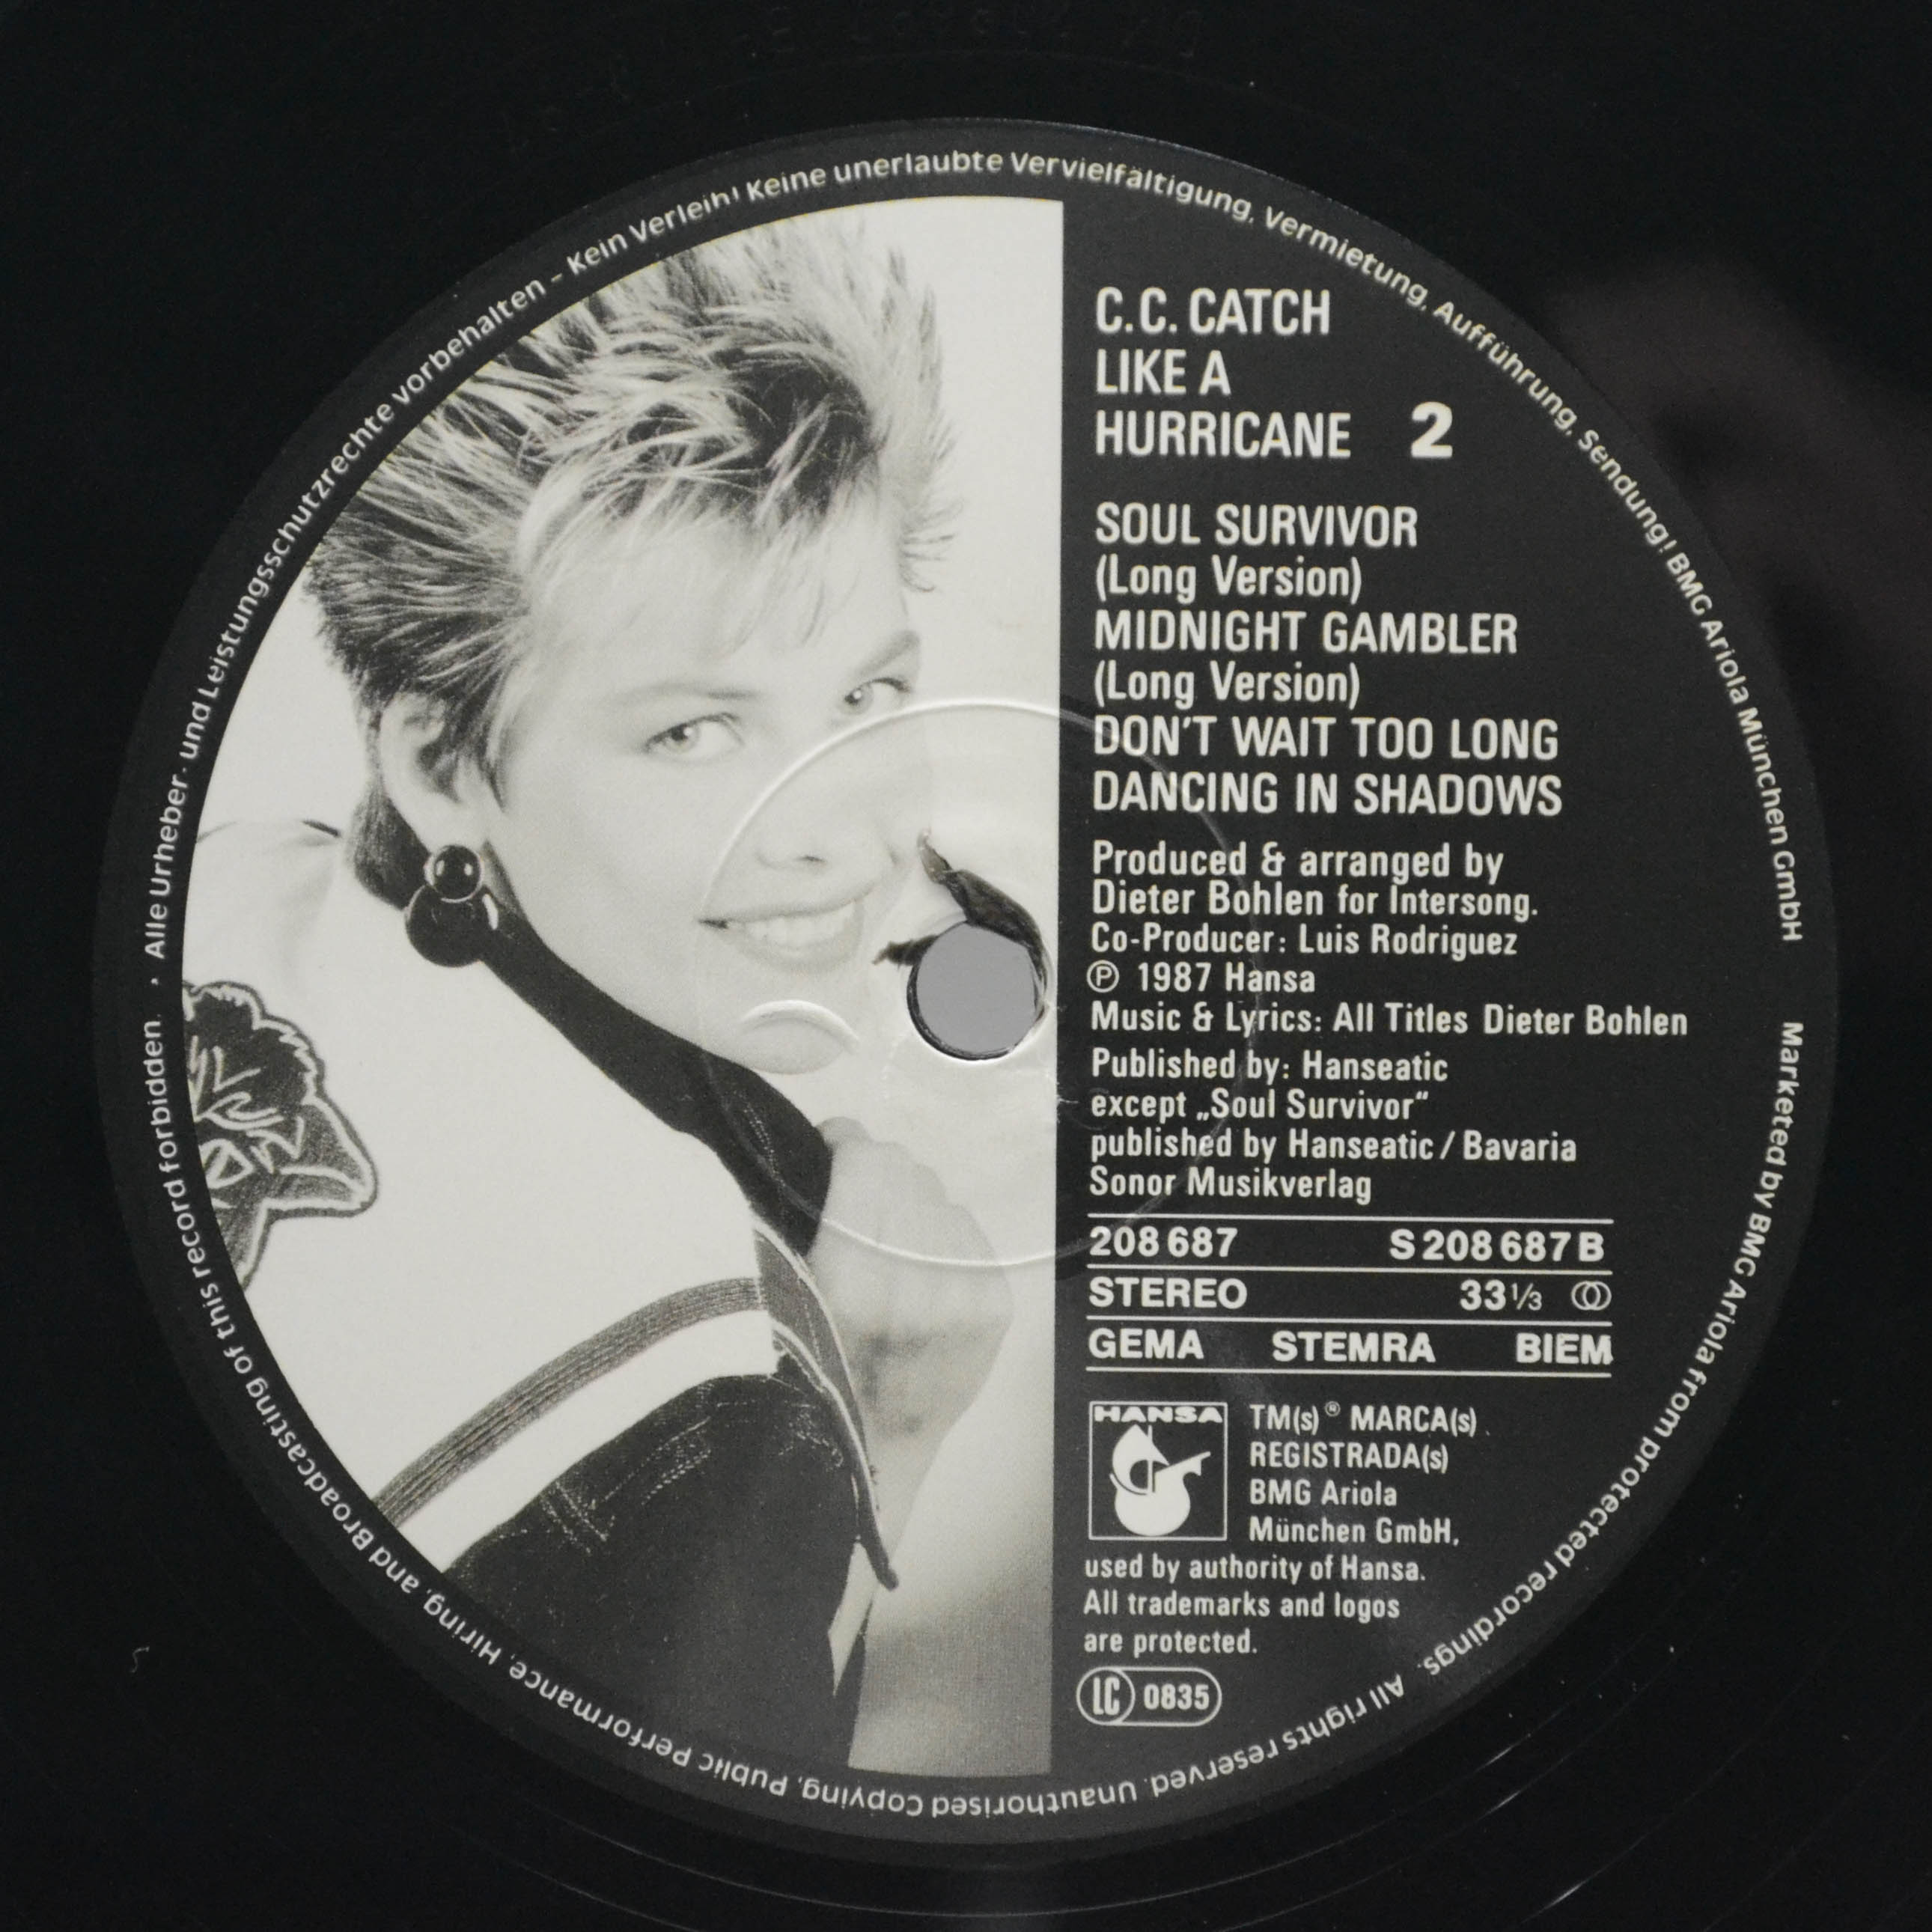 C.C. CATCH
LIKE A
HURRICANE 2
SOUL SURVIVOR
(Long Version)
MIDNIGHT GAMBLER
(Long Version)
DON'T WAIT TOO LONG
DANCING IN SHADOWS
Produced & arranged by
Dieter Bohlen for Intersong.
Co-Producer: Luis Rodriguez
℗ 1987 Hansa
Music & Lyrics: All Titles Dieter Bohlen
Published by: Hanseatic
except „Soul Survivor“
published by Hanseatic / Bavaria
Sonor Musikverlag
208 687 S 208 687 B
STEREO 33 1/3
GEMA STEMRA BIEM
HANSA
TM(s) ® MARCA(s)
REGISTRADA(s)
BMG Ariola
München GmbH,
used by authority of Hansa.
All trademarks and logos
are protected.
LC 0835
Alle Urheber- und Leistungsschutzrechte vorbehalten – Kein Verleih! Keine unerlaubte Vervielfältigung, Vermietung, Aufführung, Sendung! BMG Ariola München GmbH
Marketed by BMG Ariola from protected recordings. All rights reserved. Unauthorised Copying, Public Performance, Hiring, and Broadcasting of this record forbidden.